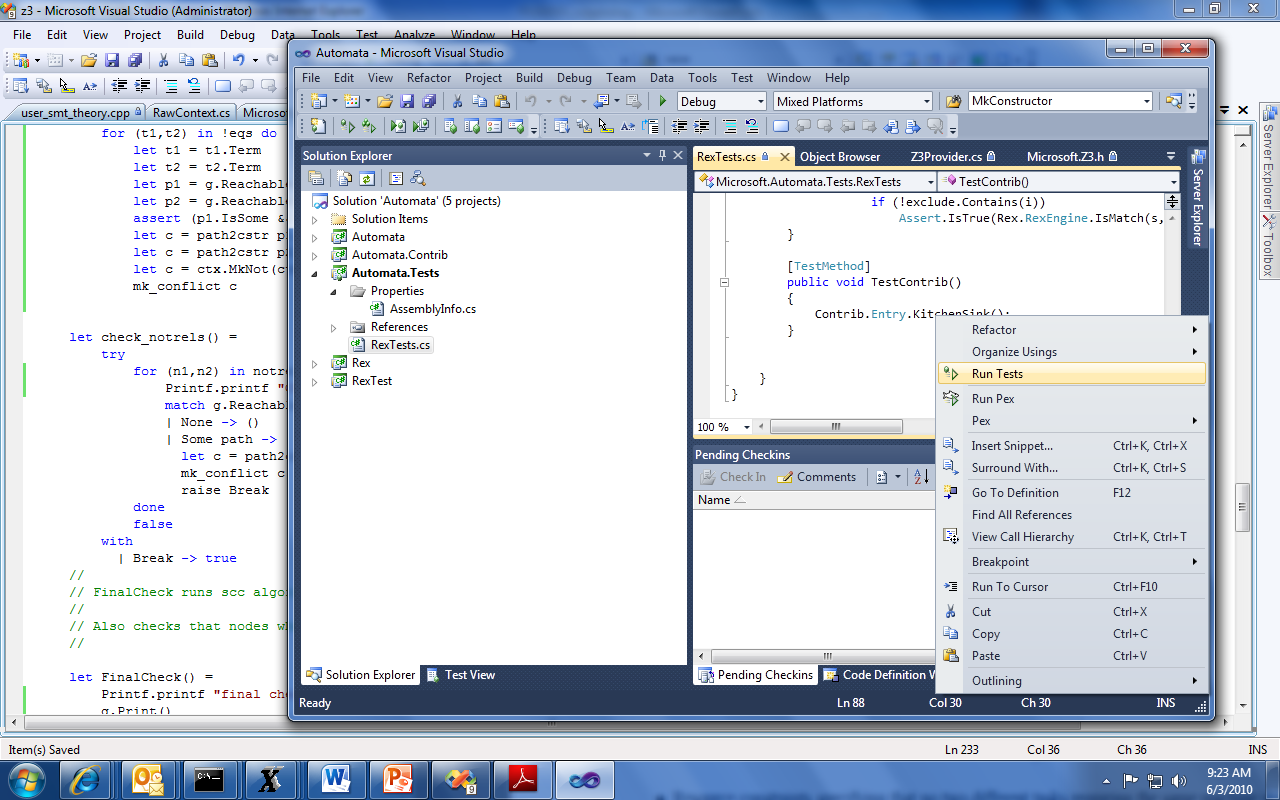 z3 - Microsoft Visual Studio (Administrator)
File Edit View Project Build Debug Data Tools Test Analyze Window Help
user_smt_theory.cpp RawContext.cs
for (t1,t2) in !eqs do
let t1 = t1.Term
let t2 = t2.Term
let p1 = g.Reachable
let p2 = g.Reachable
assert (p1.IsSome &
let c = path2cstr p
let c = path2cstr p
let c = ctx.MkNot(c
mk_conflict c
let check_notrels() =
try
for (n1,n2) in notre
Printf.printf "
match g.Reachabl
| None -> ()
| Some path ->
let c = path2c
mk_conflict c
raise Break
done
false
with
| Break -> true
//
// FinalCheck runs scc algor
//
// Also checks that nodes wh
//
let FinalCheck() =
Printf.printf "final che
g.Print()
Item(s) Saved
Ln 233 Col 36 Ch 36 INS
Server Explorer
Toolbox
Automata - Microsoft Visual Studio
File Edit View Refactor Project Build Debug Team Data Tools Test Window Help
Debug Mixed Platforms MkConstructor
Solution Explorer
Solution 'Automata' (5 projects)
Solution Items
Automata
Automata.Contrib
Automata.Tests
Properties
AssemblyInfo.cs
References
RexTests.cs
Rex
RexTest
Solution Explorer Test View
RexTests.cs Object Browser Z3Provider.cs Microsoft.Z3.h
Microsoft.Automata.Tests.RexTests TestContrib()
if (!exclude.Contains(i))
Assert.IsTrue(Rex.RexEngine.IsMatch(s,
}
[TestMethod]
public void TestContrib()
{
Contrib.Entry.KitchenSink();
}
}
}
100 %
Server Explorer
Pending Checkins
Check In Comments
Name
Pending Checkins Code Definition W
Refactor
Organize Usings
Run Tests
Run Pex
Pex
Insert Snippet... Ctrl+K, Ctrl+X
Surround With... Ctrl+K, Ctrl+S
Go To Definition F12
Find All References
View Call Hierarchy Ctrl+K, Ctrl+T
Breakpoint
Run To Cursor Ctrl+F10
Cut Ctrl+X
Copy Ctrl+C
Paste Ctrl+V
Outlining
Ready
Ln 88 Col 30 Ch 30 INS
9:23 AM
6/3/2010